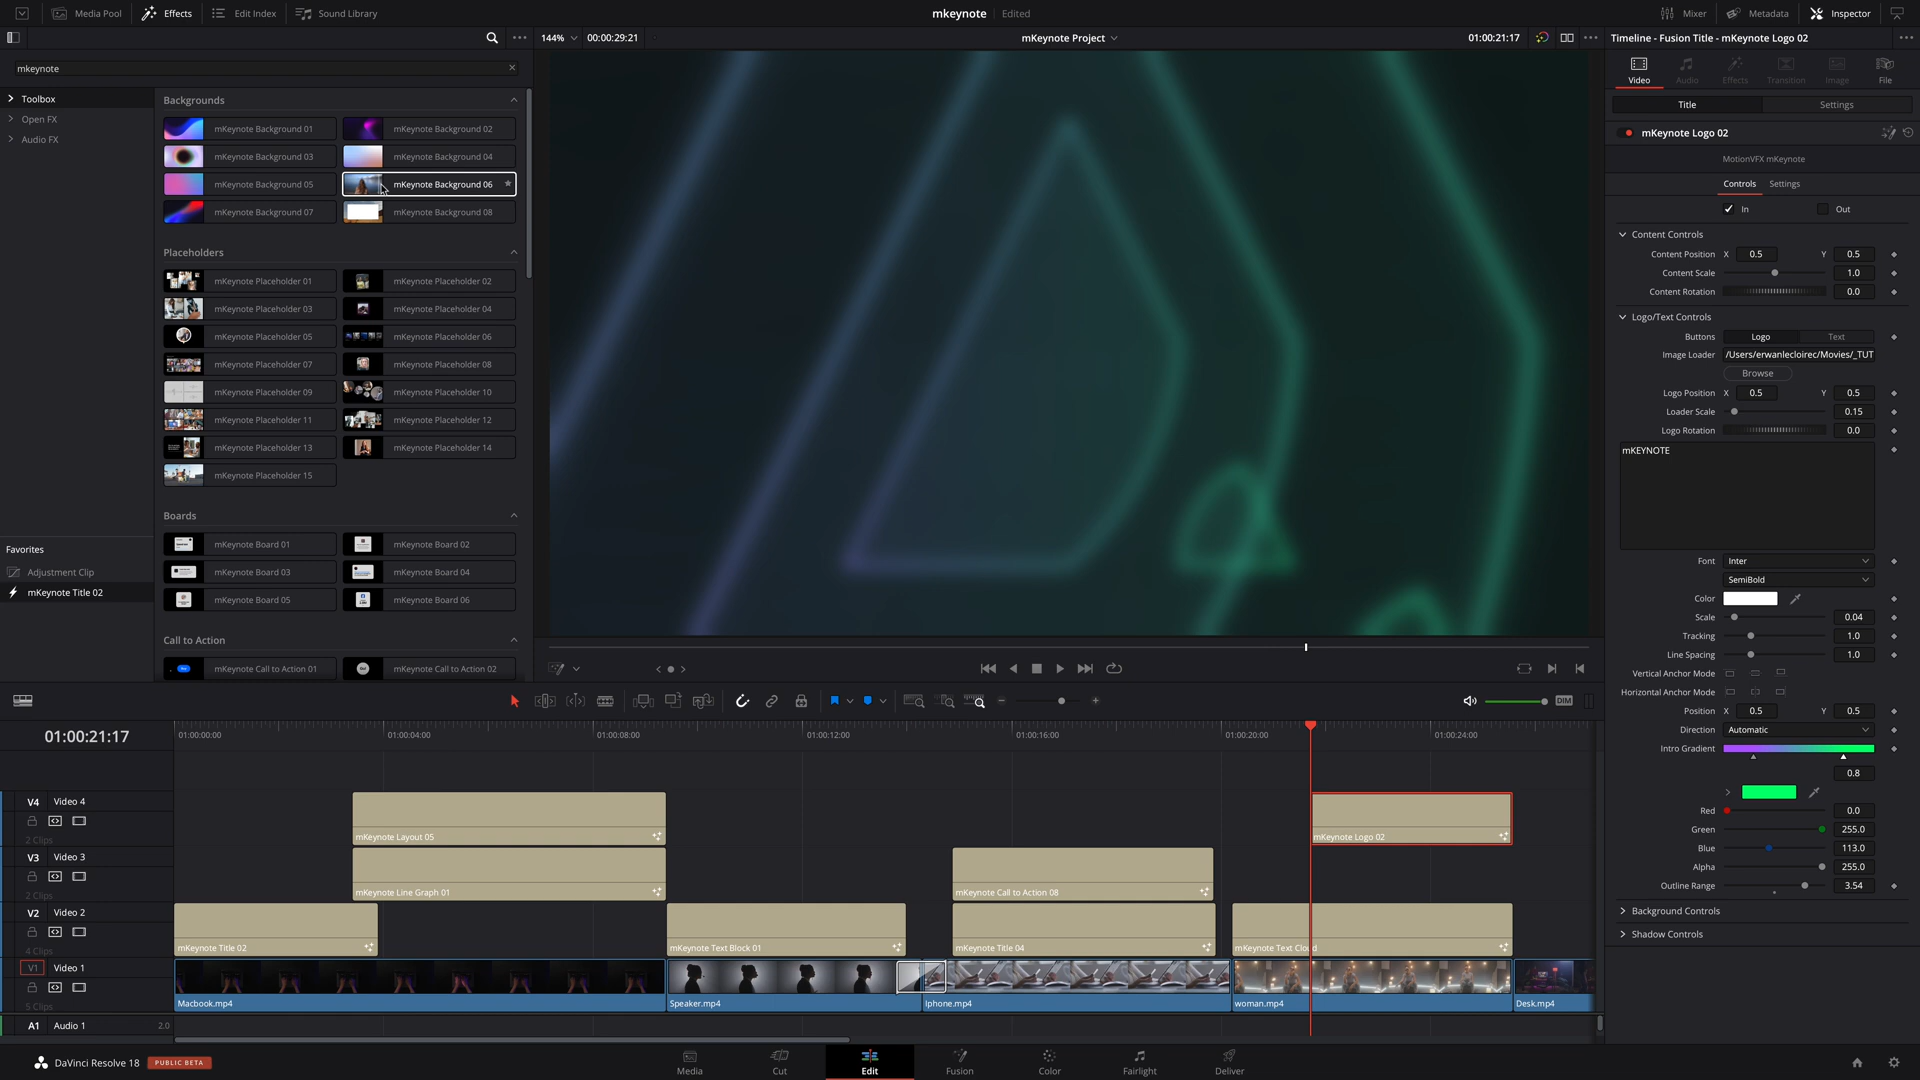 Media Pool
Effects
Edit Index
Sound Library
mkeynote
Edited
Mixer
Metadata
Inspector
144%
00:00:29:21
mKeynote Project
01:00:21:17
Timeline - Fusion Title - mKeynote Logo 02
mkeynote
Video
Audio
Effects
Transition
Image
File
Title
Settings
Toolbox
Open FX
Audio FX
Favorites
Adjustment Clip
mKeynote Title 02
Backgrounds
mKeynote Background 01
mKeynote Background 02
mKeynote Background 03
mKeynote Background 04
mKeynote Background 05
mKeynote Background 06
mKeynote Background 07
mKeynote Background 08
Placeholders
mKeynote Placeholder 01
mKeynote Placeholder 02
mKeynote Placeholder 03
mKeynote Placeholder 04
mKeynote Placeholder 05
mKeynote Placeholder 06
mKeynote Placeholder 07
mKeynote Placeholder 08
mKeynote Placeholder 09
mKeynote Placeholder 10
mKeynote Placeholder 11
mKeynote Placeholder 12
mKeynote Placeholder 13
mKeynote Placeholder 14
mKeynote Placeholder 15
Boards
mKeynote Board 01
mKeynote Board 02
mKeynote Board 03
mKeynote Board 04
mKeynote Board 05
mKeynote Board 06
Call to Action
mKeynote Call to Action 01
mKeynote Call to Action 02
mKeynote Logo 02
MotionVFX mKeynote
Controls
Settings
In
Out
Content Controls
Content Position X 0.5 Y 0.5
Content Scale 1.0
Content Rotation 0.0
Logo/Text Controls
Buttons Logo Text
Image Loader /Users/erwanlecloirec/Movies/_TUT
Browse
Logo Position X 0.5 Y 0.5
Loader Scale 0.15
Logo Rotation 0.0
mKEYNOTE
Font Inter
SemiBold
Color
Scale 0.04
Tracking 1.0
Line Spacing 1.0
Vertical Anchor Mode
Horizontal Anchor Mode
Position X 0.5 Y 0.5
Direction Automatic
Intro Gradient
0.8
Red 0.0
Green 255.0
Blue 113.0
Alpha 255.0
Outline Range 3.54
Background Controls
Shadow Controls
DIM
01:00:21:17
01:00:00:00
01:00:04:00
01:00:08:00
01:00:12:00
01:00:16:00
01:00:20:00
01:00:24:00
V4 Video 4
2 Clips
mKeynote Layout 05
mKeynote Logo 02
V3 Video 3
2 Clips
mKeynote Line Graph 01
mKeynote Call to Action 08
V2 Video 2
4 Clips
mKeynote Title 02
mKeynote Text Block 01
mKeynote Title 04
mKeynote Text Cloud
V1 Video 1
5 Clips
Macbook.mp4
Speaker.mp4
Iphone.mp4
woman.mp4
Desk.mp4
A1 Audio 1 2.0
DaVinci Resolve 18
PUBLIC BETA
Media
Cut
Edit
Fusion
Color
Fairlight
Deliver